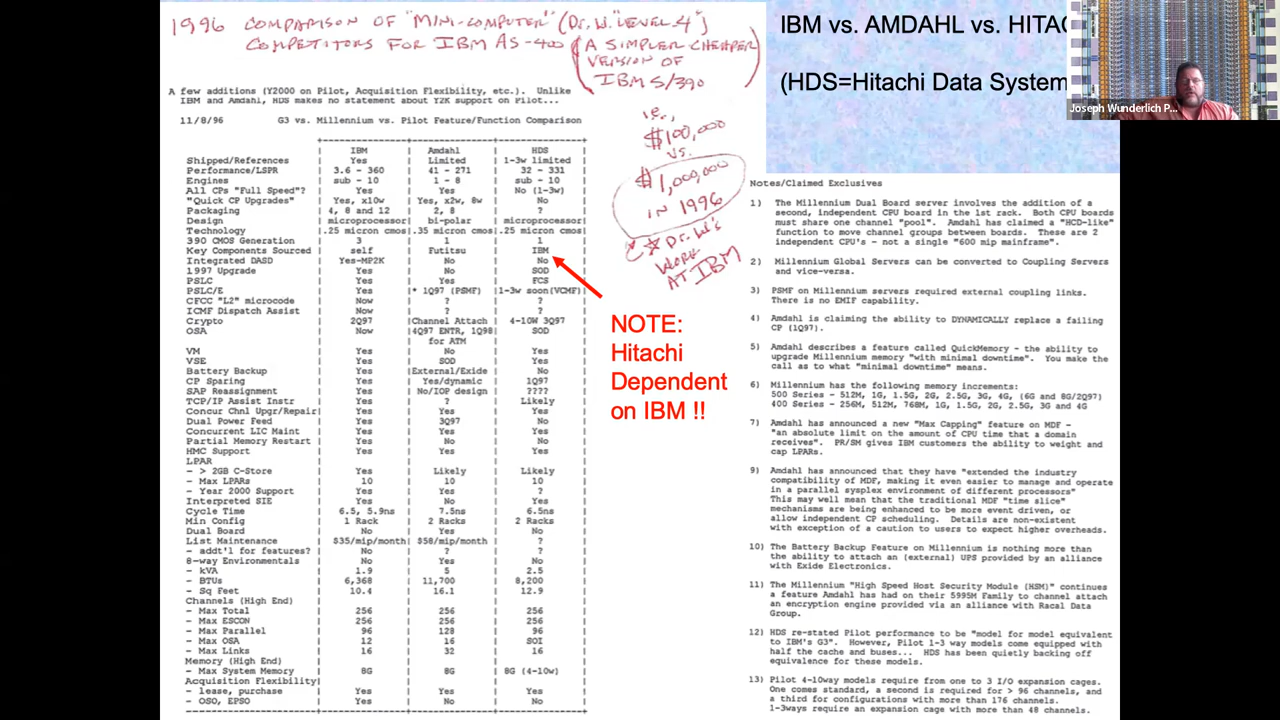 1996 COMPARISON OF "MINI-COMPUTER" (Dr. W. "LEVEL-4")
COMPETITORS FOR IBM AS-400 (A SIMPLER CHEAPER
VERSION OF
IBM S/390)
IBM vs. AMDAHL vs. HITAC
(HDS=Hitachi Data System
Joseph Wunderlich P...
A few additions (Y2000 on Pilot, Acquisition Flexibility, etc.). Unlike
IBM and Amdahl, HDS makes no statement about Y2K support on Pilot...
11/8/96 G3 vs. Millennium vs. Pilot Feature/Function Comparison
IBM | Amdahl | HDS
Shipped/References | Yes | Limited | 1-3w limited
Performance/LSPR | 3.6 - 360 | 41 - 271 | 32 - 331
Engines | sub - 10 | 1 - 8 | sub - 10
All CPs "Full Speed"? | Yes | Yes | No (1-3w)
"Quick CP Upgrades" | Yes, x10w | Yes, x2w, 8w | No
Packaging | 4, 8 and 12 | 2, 8 | ?
Design | microprocessor | bi-polar | microprocessor
Technology | .25 micron cmos | .35 micron cmos | .25 micron cmos
390 CMOS Generation | 3 | 1 | 1
Key Components Sourced | self | Futitsu | IBM
Integrated DASD | Yes-MP2K | No | No
1997 Upgrade | Yes | No | SOD
PSLC | Yes | Yes | FCS
PSLC/E | Yes | * 1Q97 (PSMF) | 1-3w soon(VCMF)
CFCC "L2" microcode | Now | ? | ?
ICMF Dispatch Assist | Now | ? | ?
Crypto | 2Q97 | Channel Attach | 4-10W 3Q97
OSA | Now | 4Q97 ENTR, 1Q98 | SOD
for ATM
VM | Yes | No | Yes
VSE | Yes | SOD | Yes
Battery Backup | Yes | External/Exide | No
CP Sparing | Yes | Yes/dynamic | 1Q97
SAP Reassignment | Yes | No/IOP design | ????
TCP/IP Assist Instr | Yes | ? | Likely
Concur Chnl Upgr/Repair | Yes | Yes | Yes
Dual Power Feed | Yes | 3Q97 | No
Concurrent LIC Maint | Yes | Yes | Yes
Partial Memory Restart | Yes | No | No
HMC Support | Yes | Yes | Yes
LPAR
- > 2GB C-Store | Yes | Likely | Likely
- Max LPARs | 10 | 10 | 10
- Year 2000 Support | Yes | Yes | ?
Interpreted SIE | Yes | No | Yes
Cycle Time | 6.5, 5.9ns | 7.5ns | 6.5ns
Min Config | 1 Rack | 2 Racks | 2 Racks
Dual Board | No | Yes | No
List Maintenance | $35/mip/month | $58/mip/month | ?
- addt'l for features? | No | ? | ?
8-way Environmentals | No | Yes | No
- kVA | 1.9 | 5 | 2.5
- BTUs | 6,368 | 11,700 | 8,200
- Sq Feet | 10.4 | 16.1 | 12.9
Channels (High End)
- Max Total | 256 | 256 | 256
- Max ESCON | 256 | 256 | 256
- Max Parallel | 96 | 128 | 96
- Max OSA | 12 | 16 | SOI
- Max Links | 16 | 32 | 16
Memory (High End)
- Max System Memory | 8G | 8G | 8G (4-10w)
Acquisition Flexibility
- lease, purchase | Yes | Yes | Yes
- OSO, EPSO | Yes | No | No
i.e.,
$100,000
vs.
$1,000,000
IN 1996
Dr. W's
WORK
AT IBM
NOTE:
Hitachi
Dependent
on IBM !!
Notes/Claimed Exclusives
1) The Millennium Dual Board server involves the addition of a
second, independent CPU board in the 1st rack. Both CPU boards
must share one channel "pool". Amdahl has claimed a "HCD-like"
function to move channel groups between boards. These are 2
independent CPU's - not a single "600 mip mainframe".
2) Millennium Global Servers can be converted to Coupling Servers
and vice-versa.
3) PSMF on Millennium servers required external coupling links.
There is no EMIF capability.
4) Amdahl is claiming the ability to DYNAMICALLY replace a failing
CP (1Q97).
5) Amdahl describes a feature called QuickMemory - the ability to
upgrade Millennium memory "with minimal downtime". You make the
call as to what "minimal downtime" means.
6) Millennium has the following memory increments:
500 Series - 512M, 1G, 1.5G, 2G, 2.5G, 3G, 4G, (6G and 8G/2Q97)
400 Series - 256M, 512M, 768M, 1G, 1.5G, 2G, 2.5G, 3G and 4G
7) Amdahl has announced a new "Max Capping" feature on MDF -
"an absolute limit on the amount of CPU time that a domain
receives". PR/SM gives IBM customers the ability to weight and
cap LPARs.
9) Amdahl has announced that they have "extended the industry
compatibility of MDF, making it even easier to manage and operate
in a parallel sysplex environment of different processors"
This may well mean that the traditional MDF "time slice"
mechanisms are being enhanced to be more event driven, or
allow independent CP scheduling. Details are non-existent
with exception of a caution to users to expect higher overheads.
10) The Battery Backup Feature on Millennium is nothing more than
the ability to attach an (external) UPS provided by an alliance
with Exide Electronics.
11) The Millennium "High Speed Host Security Module (HSM)" continues
a feature Amdahl has had on their 5995M Family to channel attach
an encryption engine provided via an alliance with Racal Data
Group.
12) HDS re-stated Pilot performance to be "model for model equivalent
to IBM's G3". However, Pilot 1-3 way models come equipped with
half the cache and buses... HDS has been quietly backing off
equivalence for these models.
13) Pilot 4-10way models require from one to 3 I/O expansion cages.
One comes standard, a second is required for > 96 channels, and
a third for configurations with more than 176 channels.
1-3ways require an expansion cage with more than 48 channels.